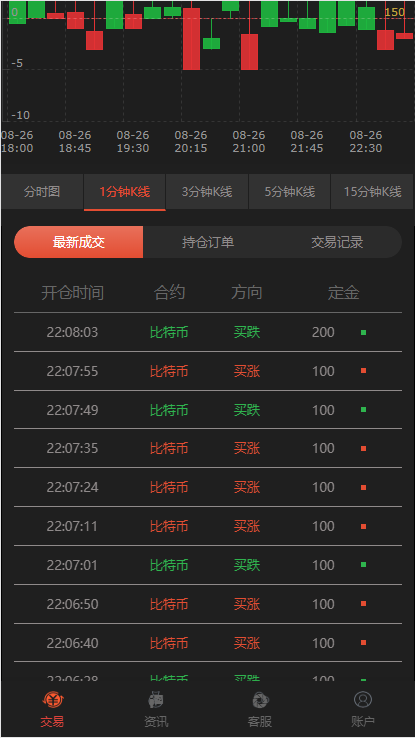 0
150
-5
-10
08-26 08-26 08-26 08-26 08-26 08-26 08-26
18:00 18:45 19:30 20:15 21:00 21:45 22:30
分时图 1分钟K线 3分钟K线 5分钟K线 15分钟K线
最新成交 持仓订单 交易记录
开仓时间 合约 方向 定金
22:08:03 比特币 买跌 200
22:07:55 比特币 买涨 100
22:07:49 比特币 买跌 100
22:07:35 比特币 买涨 100
22:07:24 比特币 买涨 100
22:07:11 比特币 买涨 100
22:07:01 比特币 买跌 100
22:06:50 比特币 买涨 100
22:06:40 比特币 买涨 100
22:06:28 比特币 买跌 100
交易 资讯 客服 账户